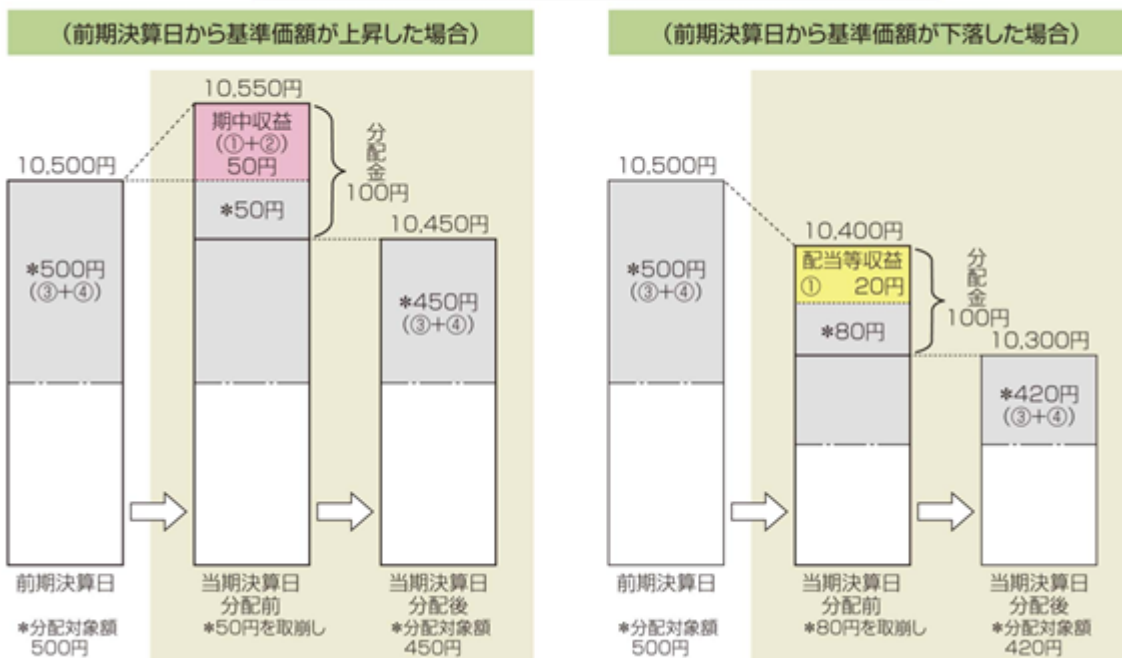 （前期決算日から基準価額が上昇した場合）
10,550円
期中収益
（①+②）
50円
10,500円
分配金
100円
*50円
10,450円
*500円
（③+④）
*450円
（③+④）
前期決算日
当期決算日
分配前
当期決算日
分配後
*分配対象額
500円
*50円を取崩し
*分配対象額
450円
（前期決算日から基準価額が下落した場合）
10,500円
10,400円
配当等収益
① 20円
分配金
100円
*500円
（③+④）
*80円
10,300円
*420円
（③+④）
前期決算日
当期決算日
分配前
当期決算日
分配後
*分配対象額
500円
*80円を取崩し
*分配対象額
420円